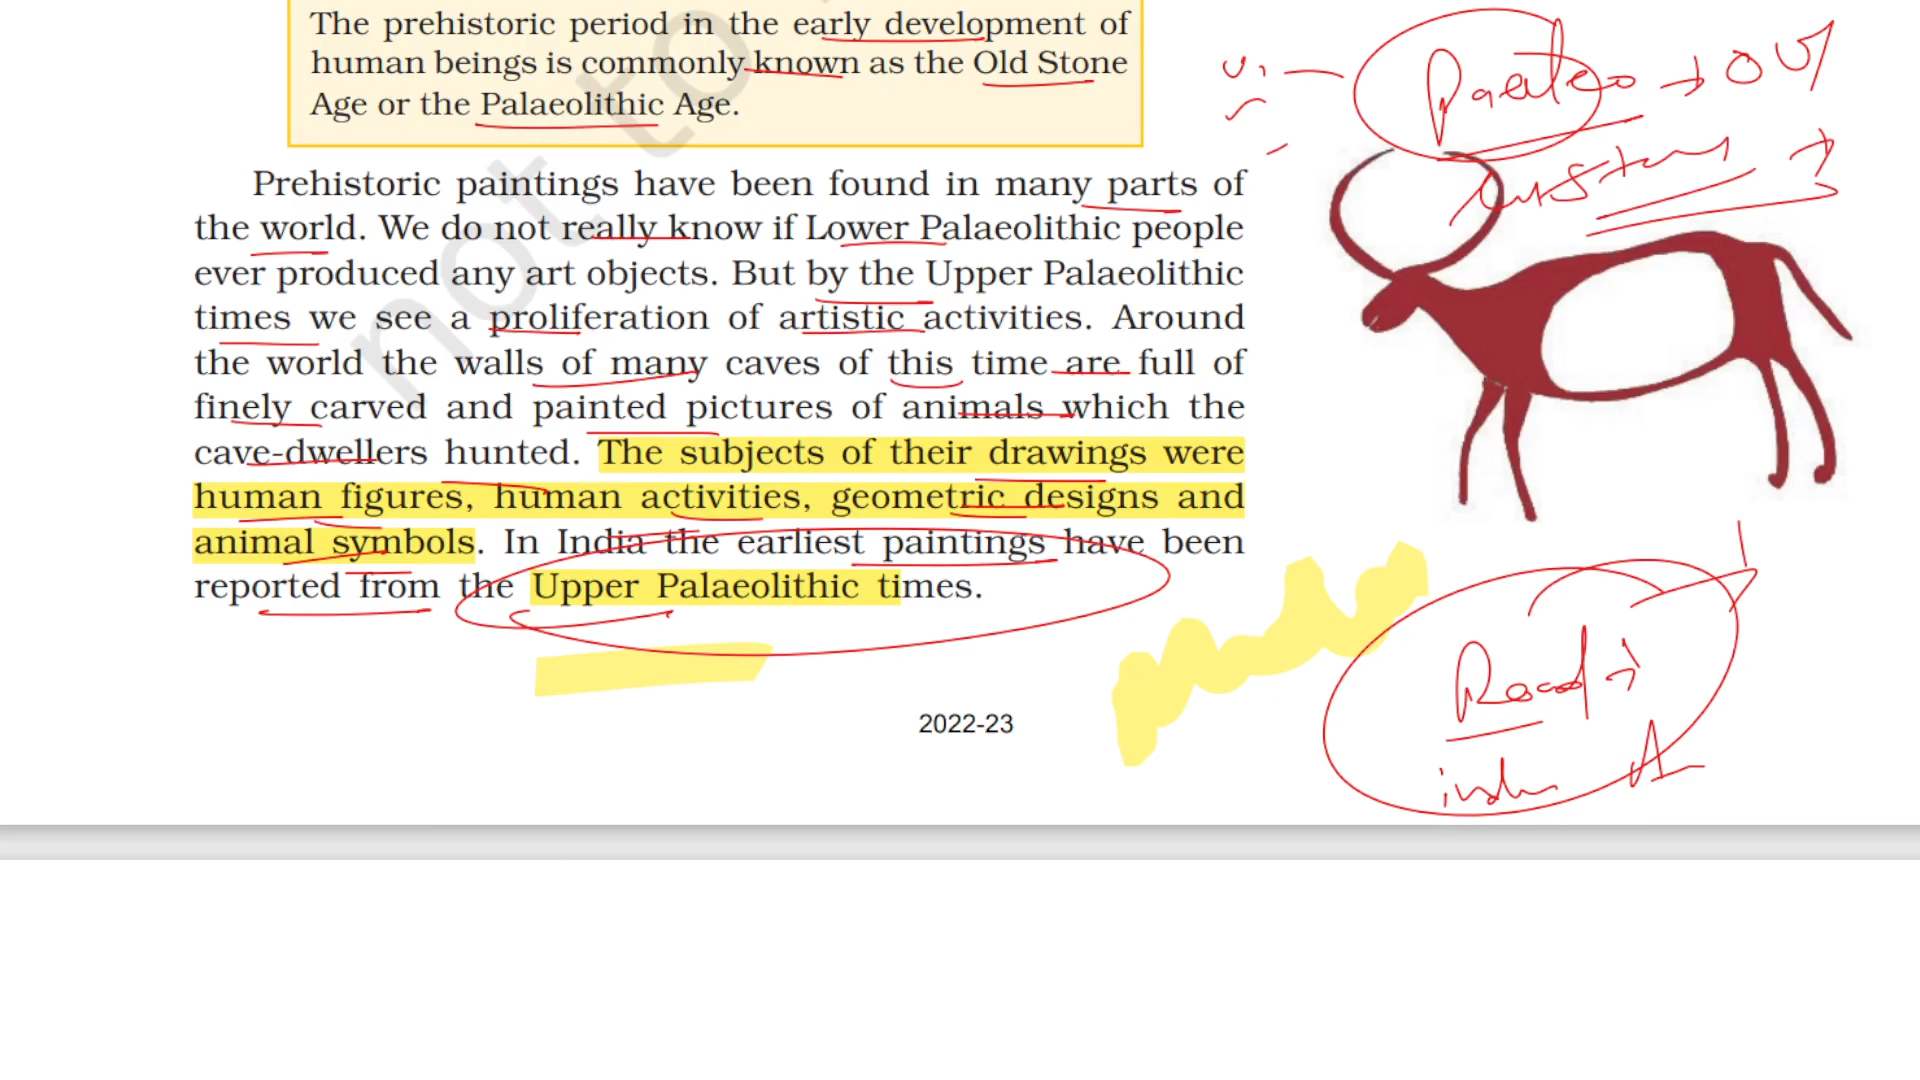 The prehistoric period in the early development of
human beings is commonly known as the Old Stone
Age or the Palaeolithic Age.
Prehistoric paintings have been found in many parts of
the world. We do not really know if Lower Palaeolithic people
ever produced any art objects. But by the Upper Palaeolithic
times we see a proliferation of artistic activities. Around
the world the walls of many caves of this time are full of
finely carved and painted pictures of animals which the
cave-dwellers hunted. The subjects of their drawings were
human figures, human activities, geometric designs and
animal symbols. In India the earliest paintings have been
reported from the Upper Palaeolithic times.
not to
2022-23